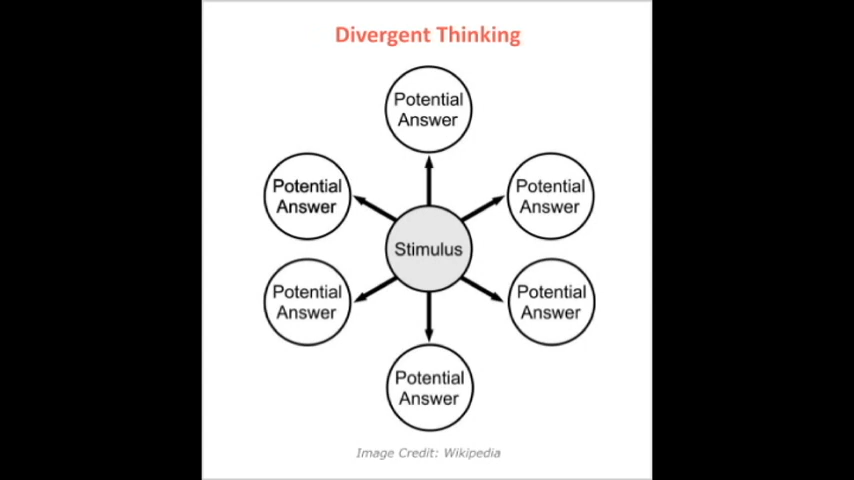 Divergent Thinking
Potential
Answer
Potential
Answer
Potential
Answer
Stimulus
Potential
Answer
Potential
Answer
Potential
Answer
Image Credit: Wikipedia